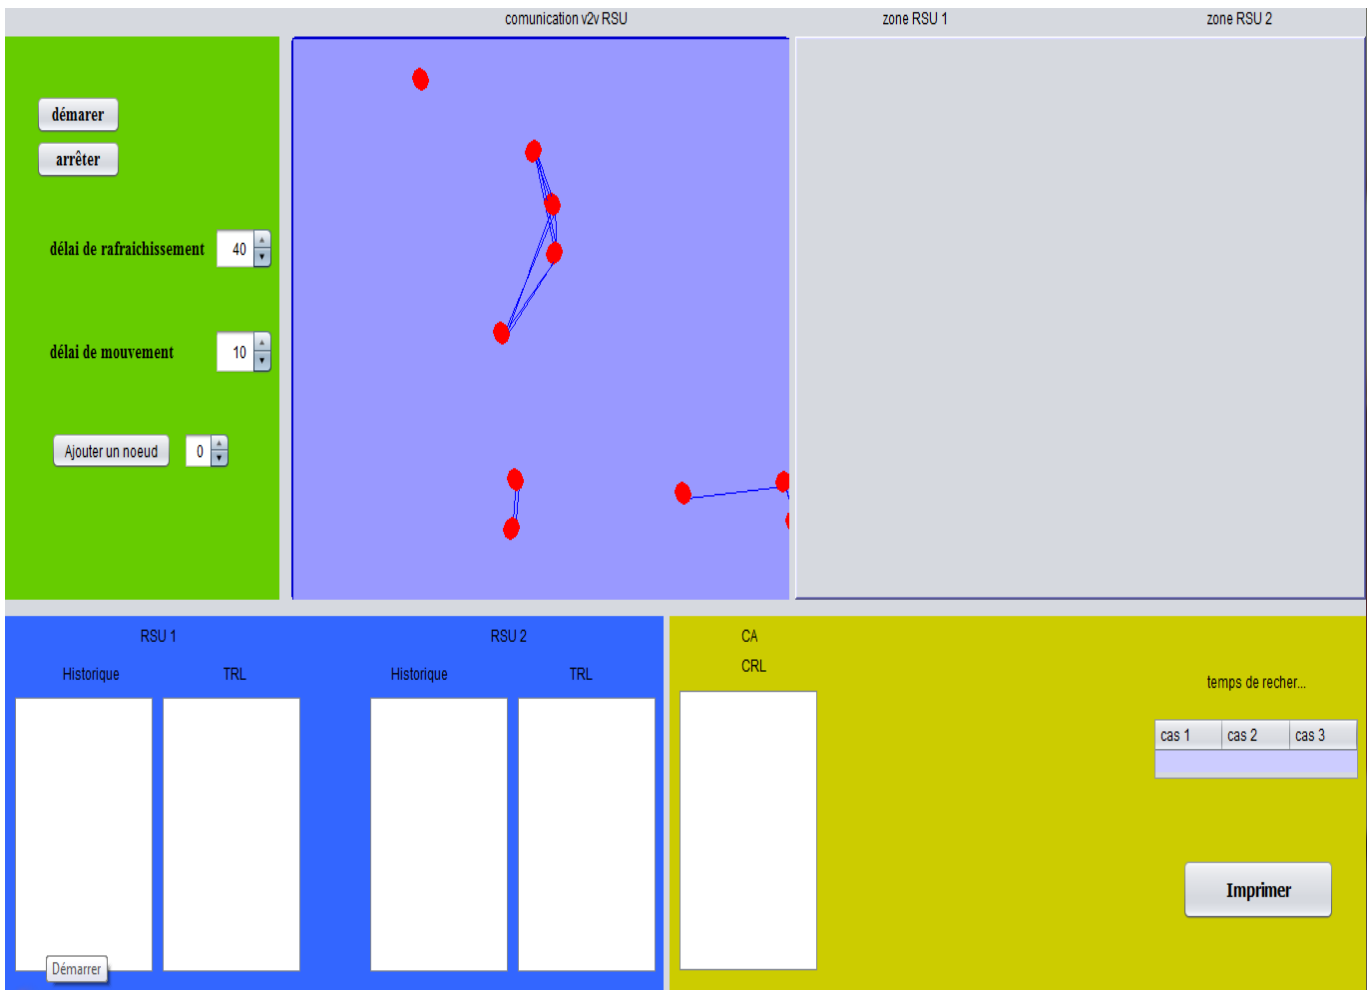 comunication v2v RSU
zone RSU 1
zone RSU 2
démarer
arrêter
délai de rafraichissement
40
délai de mouvement
10
Ajouter un noeud
0
RSU 1
RSU 2
Historique
TRL
Historique
TRL
CA
CRL
temps de recher...
cas 1
cas 2
cas 3
Imprimer
Démarrer